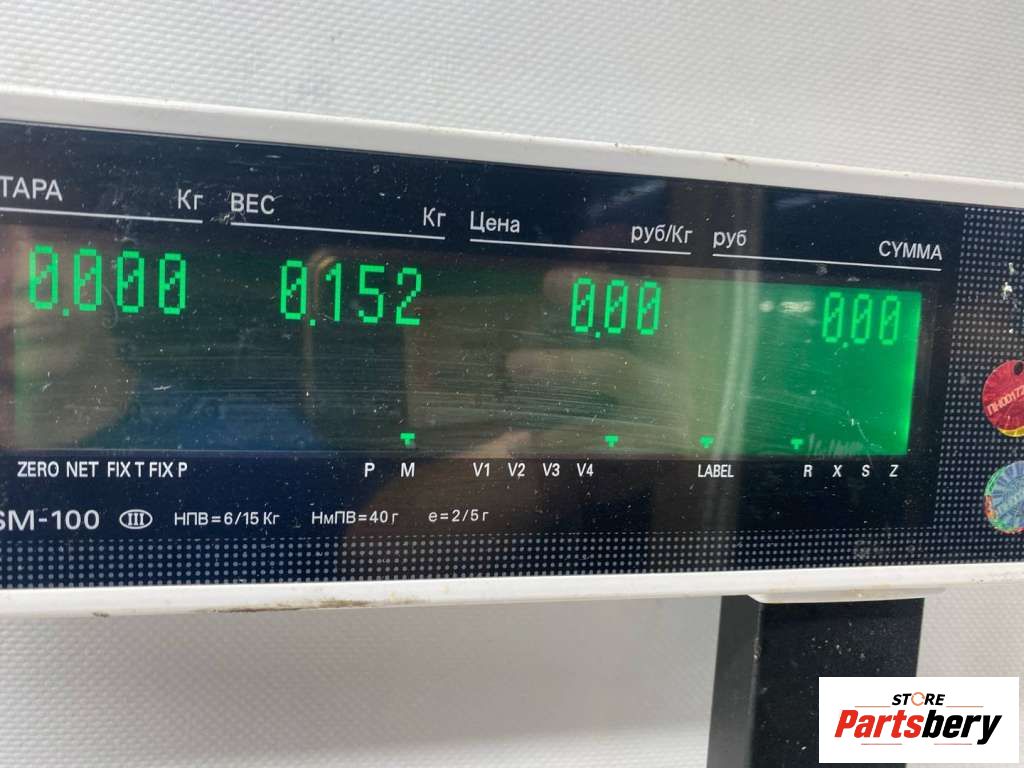 ТАРА Кг ВЕС Кг Цена руб/Кг руб СУММА
0.000 0.152 0.00 0.00
ZERO NET FIX T FIX P P M V1 V2 V3 V4 LABEL R X S Z
SM-100 III НПВ=6/15 Кг НмПВ=40 г e=2/5 г
STORE
Partsbery